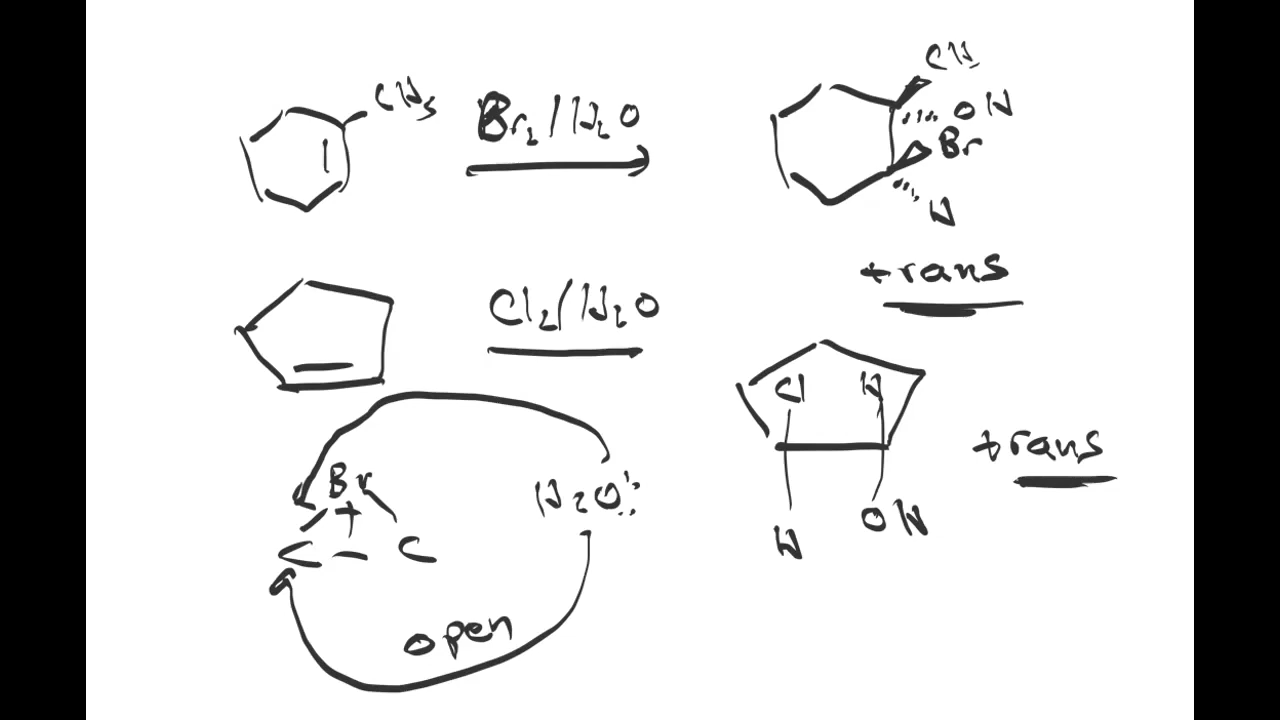 CH₃
Br₂/H₂O
CH
OH
Br
H
trans
Cl₂/H₂O
Cl H
H OH
trans
Br
+
C - C
H₂O:
open